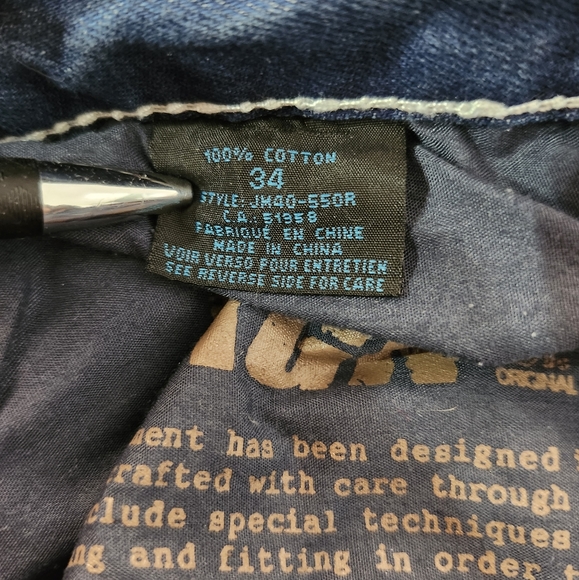 100% COTTON
34
STYLE: JM40-550R
C.A.: 51958
FABRIQUÉ EN CHINE
MADE IN CHINA
VOIR VERSO POUR ENTRETIEN
SEE REVERSE SIDE FOR CARE
ORIGINAL
ment has been designed
rafted with care through
clude special techniques
ng and fitting in order t